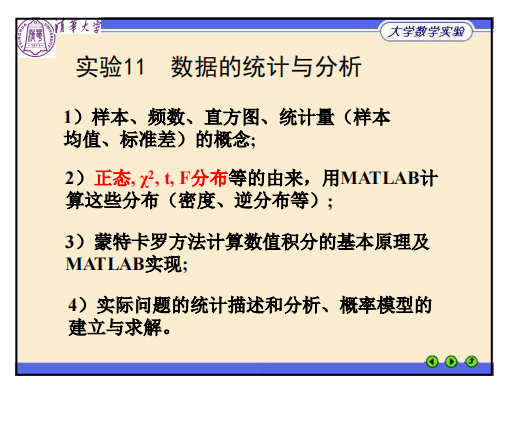 清华大学
大学数学实验
实验11 数据的统计与分析
1）样本、频数、直方图、统计量（样本
均值、标准差）的概念;
2）正态, χ², t, F分布等的由来，用MATLAB计
算这些分布（密度、逆分布等）;
3）蒙特卡罗方法计算数值积分的基本原理及
MATLAB实现;
4）实际问题的统计描述和分析、概率模型的
建立与求解。